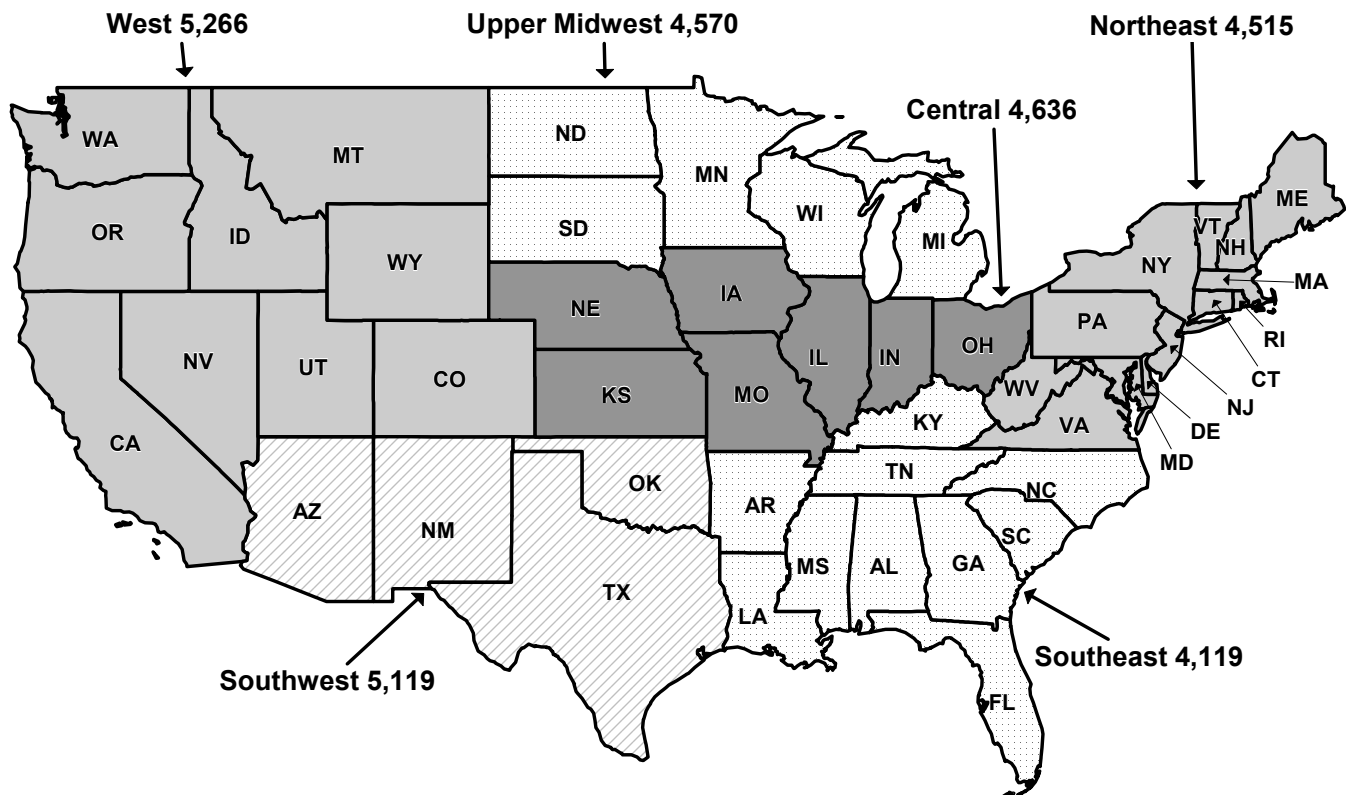 West 5,266
Upper Midwest 4,570
Northeast 4,515
Central 4,636
WA
MT
ND
MN
ME
OR
ID
WY
SD
WI
MI
NY
VT
NH
MA
RI
CT
NJ
DE
MD
NV
UT
CO
NE
IA
IL
IN
OH
PA
KS
MO
WV
VA
CA
KY
AZ
NM
OK
AR
TN
NC
SC
TX
LA
MS
AL
GA
FL
Southwest 5,119
Southeast 4,119